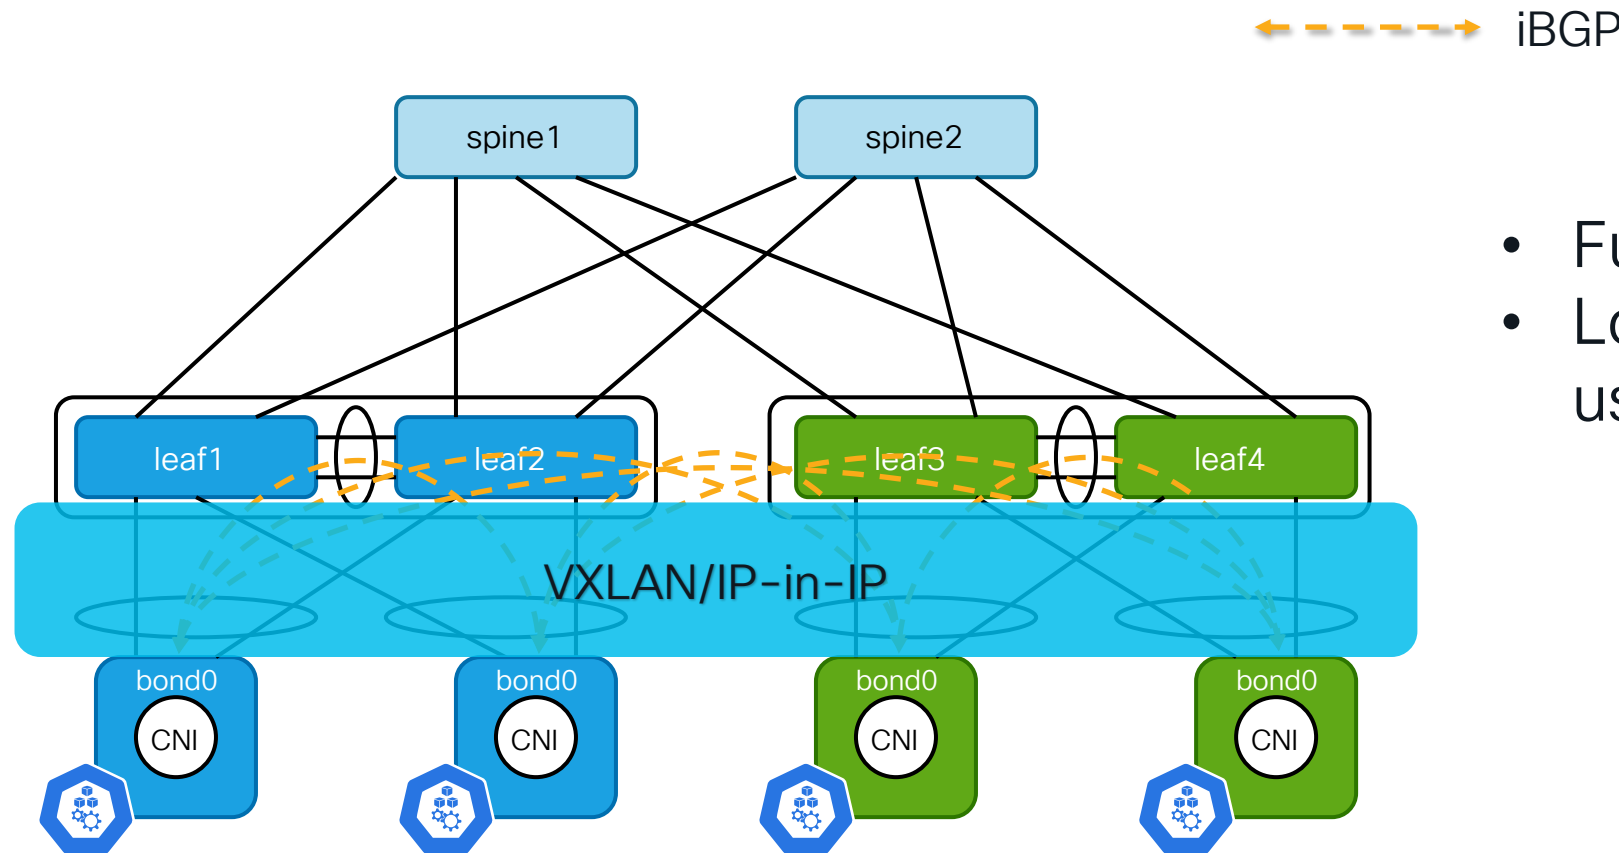 iBGP
spine1
spine2
leaf1
leaf2
leaf3
leaf4
VXLAN/IP-in-IP
bond0
bond0
bond0
bond0
CNI
CNI
CNI
CNI